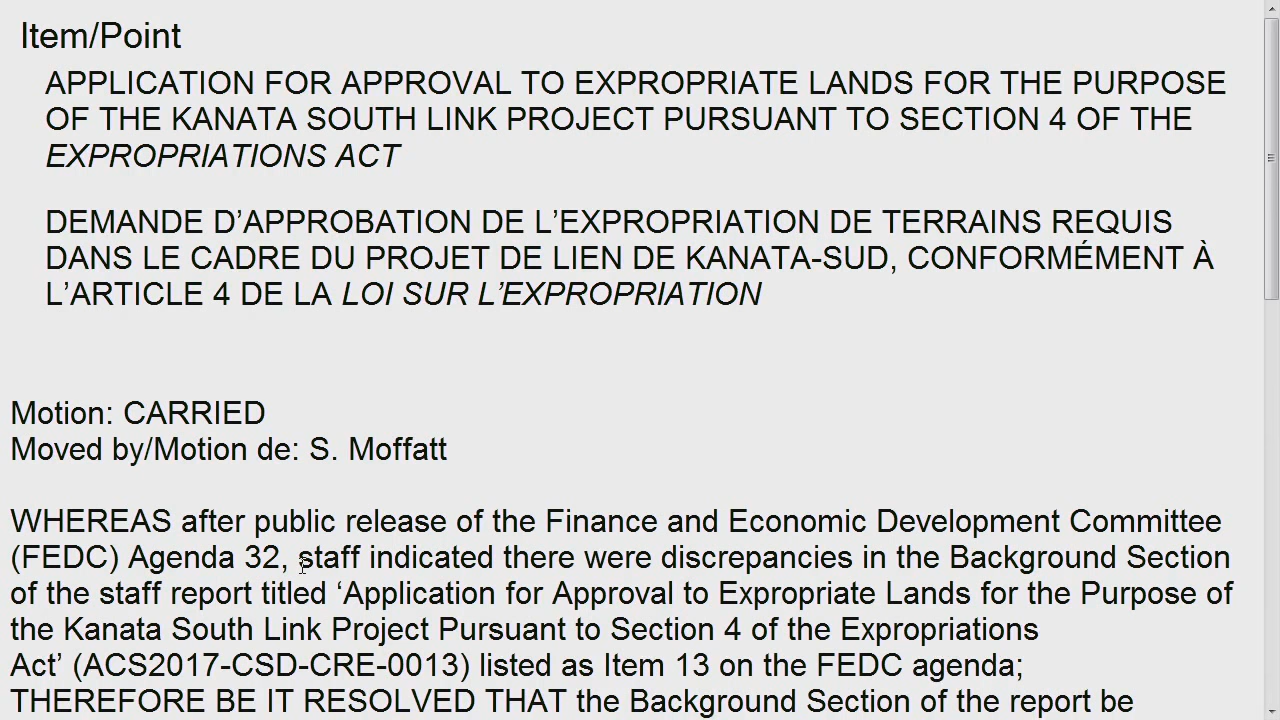 Item/Point
APPLICATION FOR APPROVAL TO EXPROPRIATE LANDS FOR THE PURPOSE
OF THE KANATA SOUTH LINK PROJECT PURSUANT TO SECTION 4 OF THE
EXPROPRIATIONS ACT
DEMANDE D’APPROBATION DE L’EXPROPRIATION DE TERRAINS REQUIS
DANS LE CADRE DU PROJET DE LIEN DE KANATA-SUD, CONFORMÉMENT À
L’ARTICLE 4 DE LA LOI SUR L’EXPROPRIATION
Motion: CARRIED
Moved by/Motion de: S. Moffatt
WHEREAS after public release of the Finance and Economic Development Committee
(FEDC) Agenda 32, staff indicated there were discrepancies in the Background Section
of the staff report titled ‘Application for Approval to Expropriate Lands for the Purpose of
the Kanata South Link Project Pursuant to Section 4 of the Expropriations
Act’ (ACS2017-CSD-CRE-0013) listed as Item 13 on the FEDC agenda;
THEREFORE BE IT RESOLVED THAT the Background Section of the report be